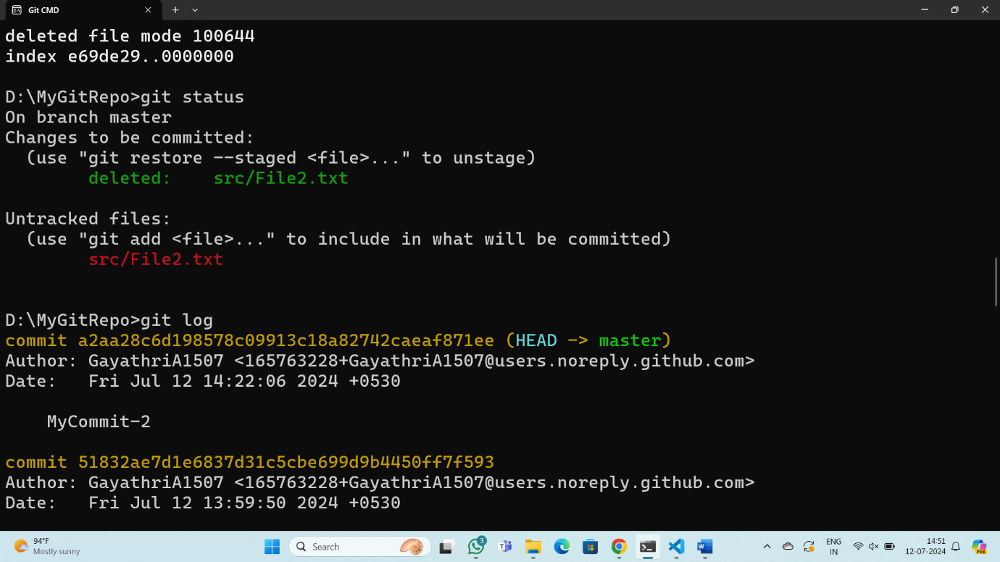 Git CMD
deleted file mode 100644
index e69de29..0000000
D:\MyGitRepo>git status
On branch master
Changes to be committed:
  (use "git restore --staged <file>..." to unstage)
        deleted:    src/File2.txt
Untracked files:
  (use "git add <file>..." to include in what will be committed)
        src/File2.txt
D:\MyGitRepo>git log
commit a2aa28c6d198578c09913c18a82742caeaf871ee (HEAD -> master)
Author: GayathriA1507 <165763228+GayathriA1507@users.noreply.github.com>
Date:   Fri Jul 12 14:22:06 2024 +0530
    MyCommit-2
commit 51832ae7d1e6837d31c5cbe699d9b4450ff7f593
Author: GayathriA1507 <165763228+GayathriA1507@users.noreply.github.com>
Date:   Fri Jul 12 13:59:50 2024 +0530
94°F
Mostly sunny
Search
3
ENG
IN
14:51
12-07-2024
PRE